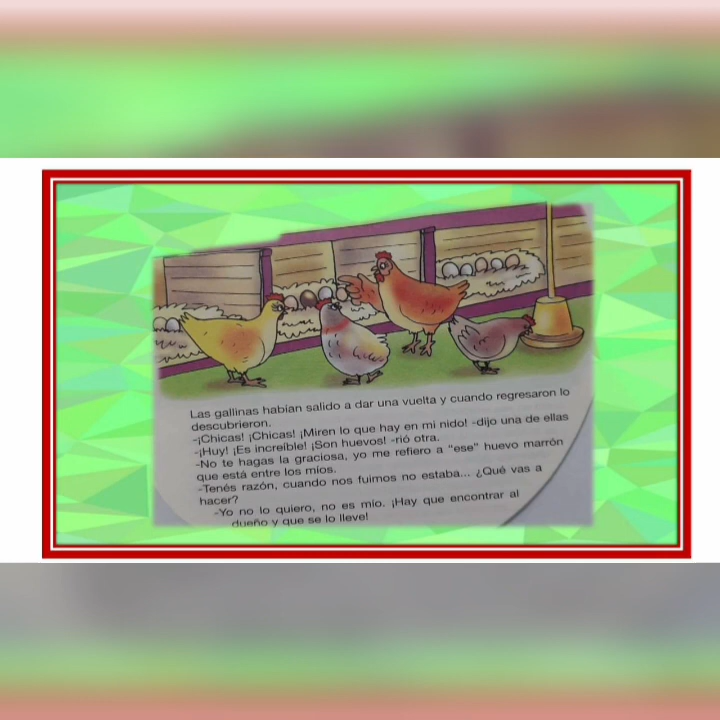 Las gallinas habían salido a dar una vuelta y cuando regresaron lo
descubrieron.
-¡Chicas! ¡Chicas! ¡Miren lo que hay en mi nido! -dijo una de ellas
-¡Huy! ¡Es increíble! ¡Son huevos! -rió otra.
-No te hagas la graciosa, yo me refiero a "ese" huevo marrón
que está entre los míos.
-Tenés razón, cuando nos fuimos no estaba... ¿Qué vas a
hacer?
-Yo no lo quiero, no es mío. ¡Hay que encontrar al
dueño y que se lo lleve!